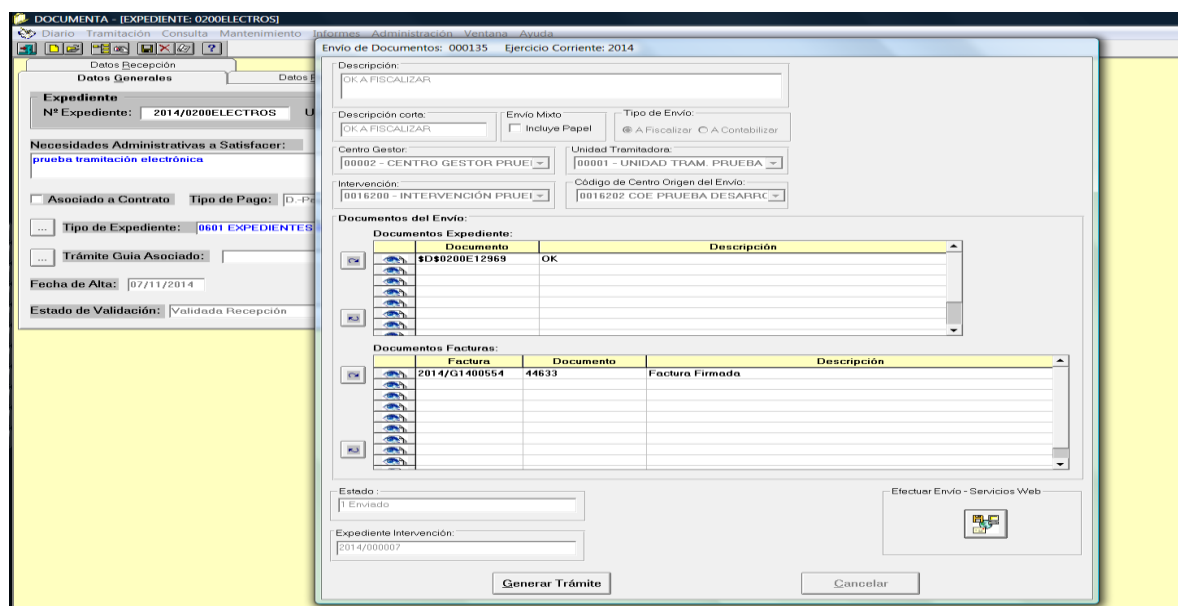 DOCUMENTA - [EXPEDIENTE: 0200ELECTROS]
Diario Tramitación Consulta Mantenimiento Informes Administración Ventana Ayuda
Datos Recepción
Datos Generales Datos
Expediente
Nº Expediente: 2014/0200ELECTROS U
Necesidades Administrativas a Satisfacer:
prueba tramitación electrónica
Asociado a Contrato Tipo de Pago: D.-Pa
... Tipo de Expediente: 0601 EXPEDIENTES
... Trámite Guia Asociado:
Fecha de Alta: 07/11/2014
Estado de Validación: Validada Recepción
Envío de Documentos: 000135 Ejercicio Corriente: 2014
Descripción:
OK A FISCALIZAR
Descripción corta: Envío Mixto Tipo de Envío:
OK A FISCALIZAR Incluye Papel A Fiscalizar A Contabilizar
Centro Gestor: Unidad Tramitadora:
00002 - CENTRO GESTOR PRUEI 00001 - UNIDAD TRAM. PRUEBA
Intervención: Código de Centro Origen del Envío:
0016200 - INTERVENCIÓN PRUEI 0016202 COE PRUEBA DESARRC
Documentos del Envío:
Documentos Expediente:
Documento Descripción
$D$0200E12969 OK
Documentos Facturas:
Factura Documento Descripción
2014/G1400554 44633 Factura Firmada
Estado :
1 Enviado
Efectuar Envío - Servicios Web
Expediente Intervención:
2014/000007
Generar Trámite Cancelar